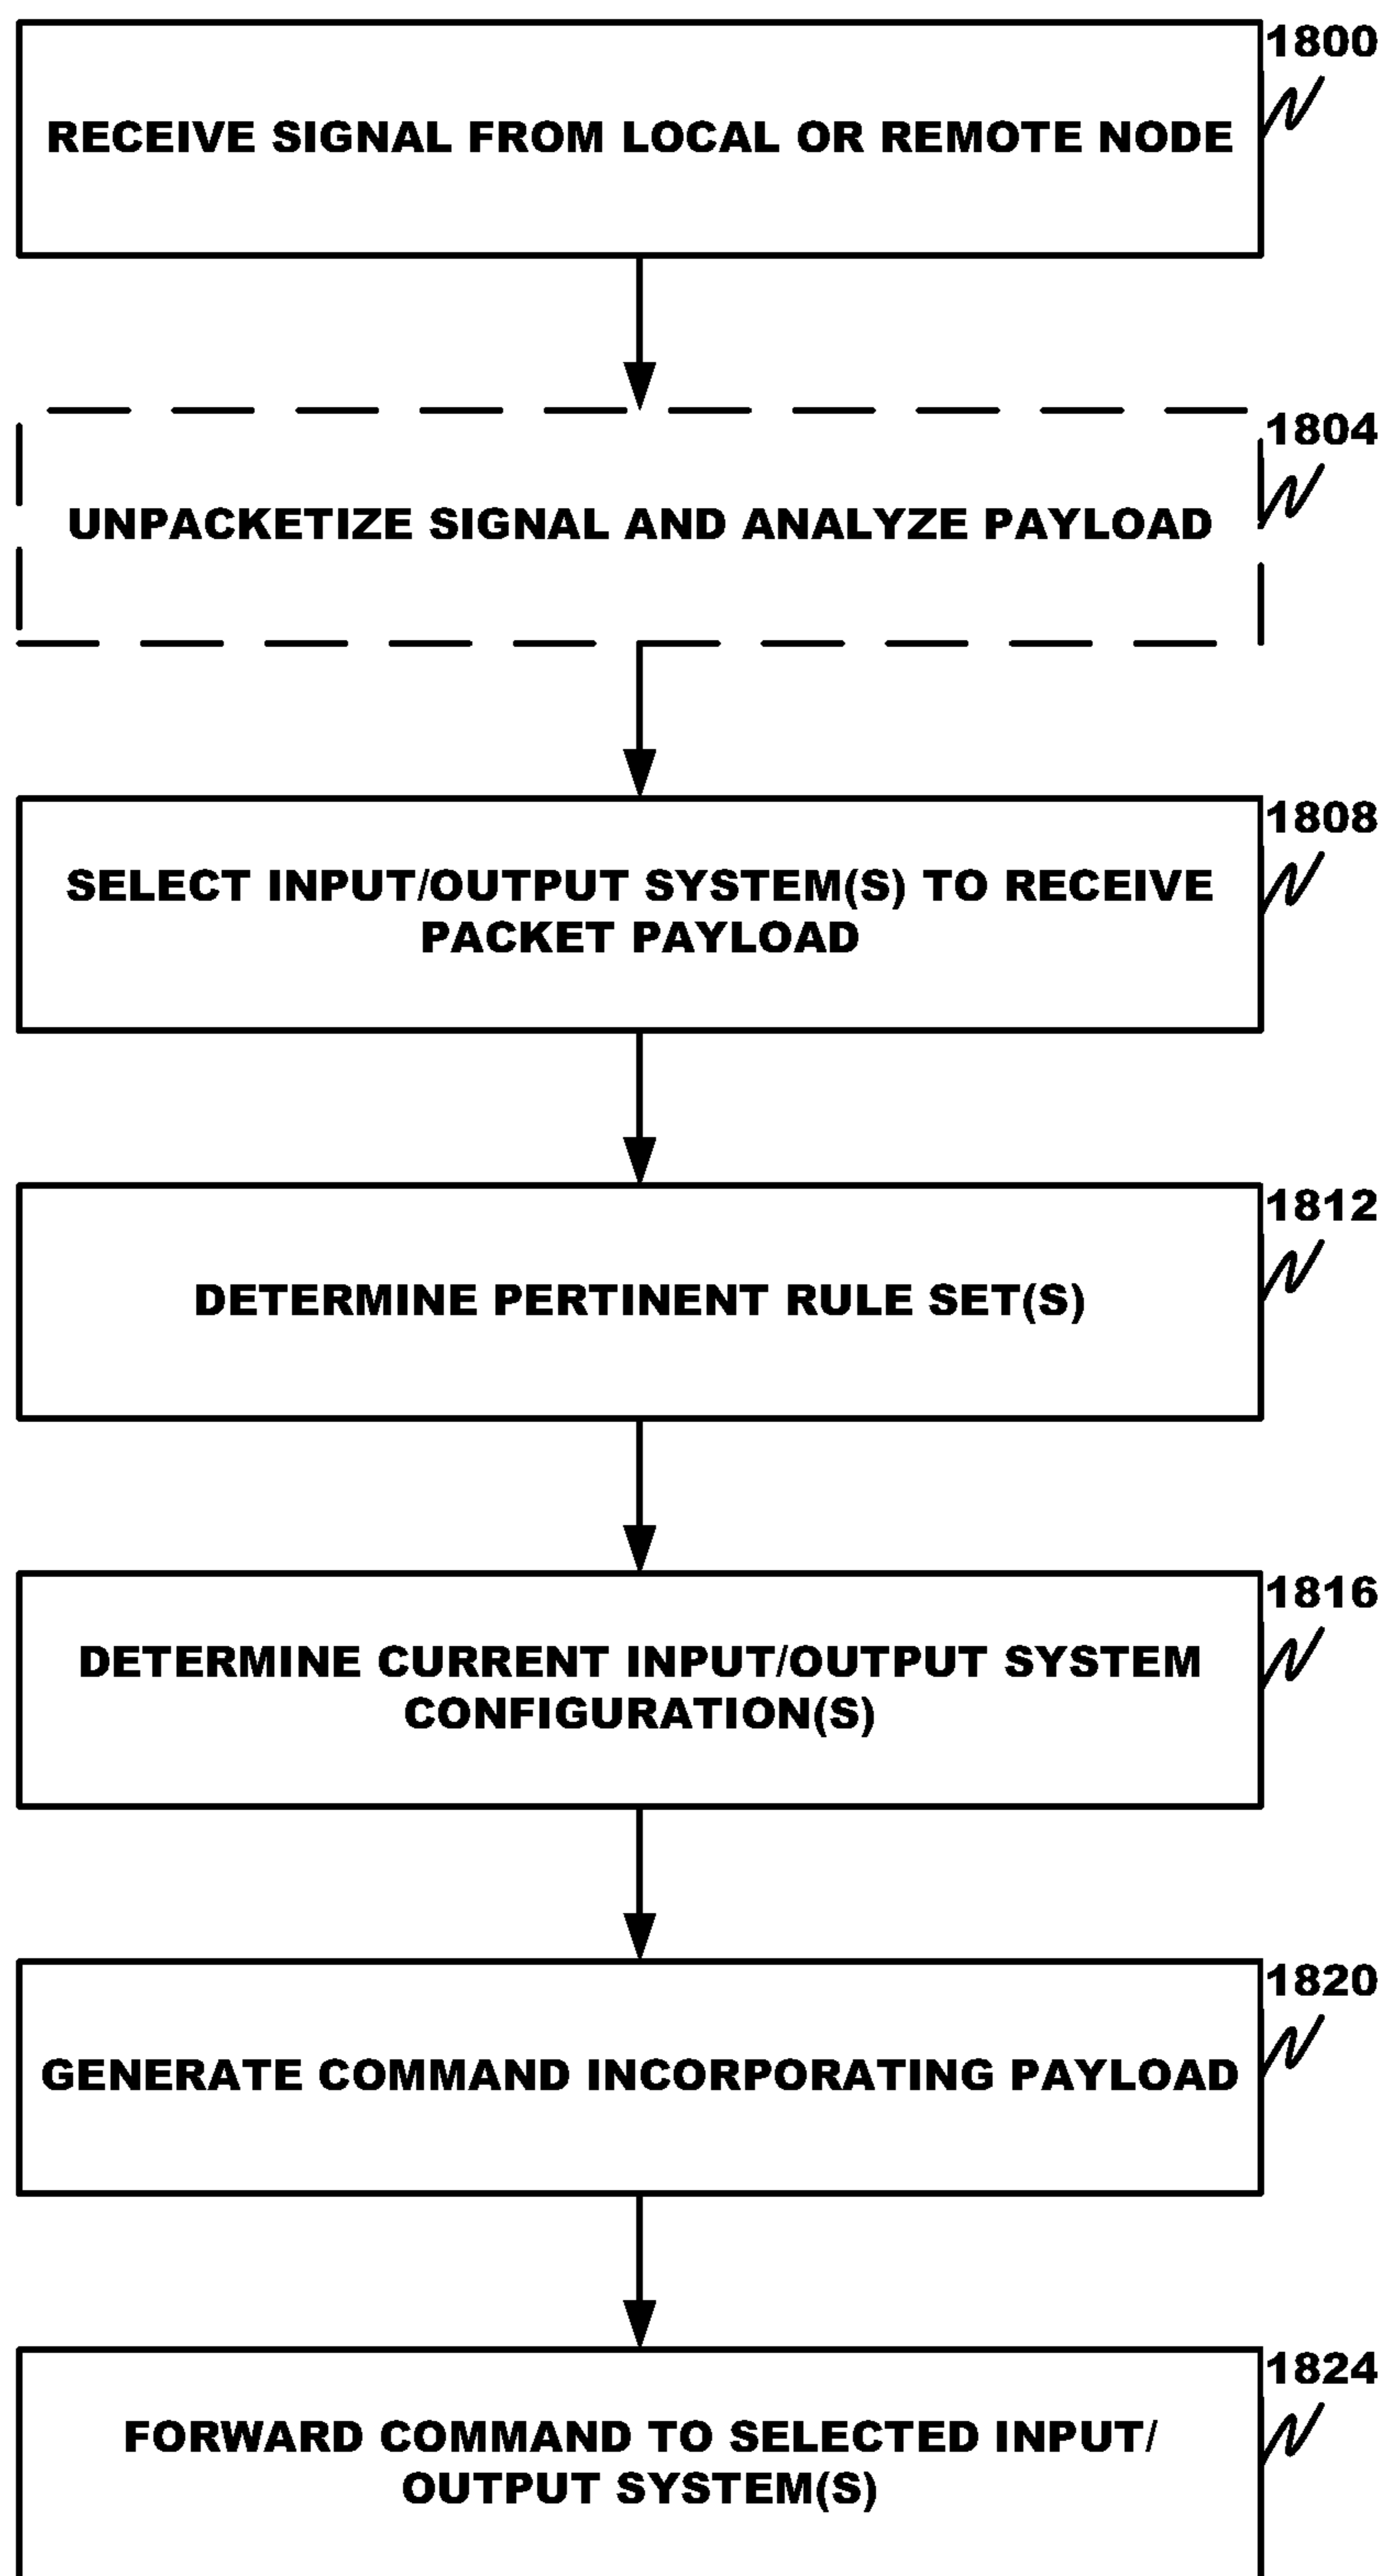 1800
RECEIVE SIGNAL FROM LOCAL OR REMOTE NODE
1804
UNPACKETIZE SIGNAL AND ANALYZE PAYLOAD
1808
SELECT INPUT/OUTPUT SYSTEM(S) TO RECEIVE
PACKET PAYLOAD
1812
DETERMINE PERTINENT RULE SET(S)
1816
DETERMINE CURRENT INPUT/OUTPUT SYSTEM
CONFIGURATION(S)
1820
GENERATE COMMAND INCORPORATING PAYLOAD
1824
FORWARD COMMAND TO SELECTED INPUT/
OUTPUT SYSTEM(S)